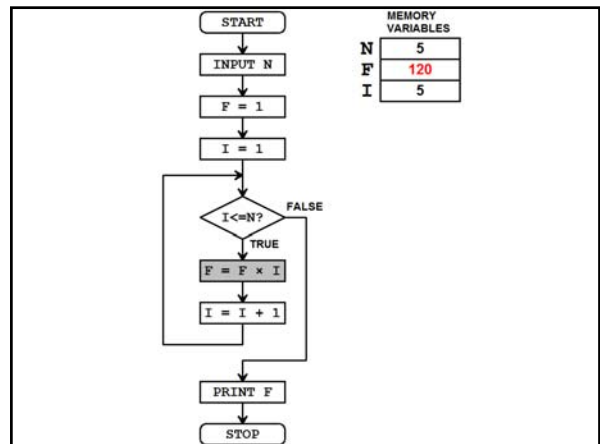 START
INPUT N
F = 1
I = 1
I<=N?
FALSE
TRUE
F = F × I
I = I + 1
PRINT F
STOP
MEMORY
VARIABLES
N 5
F 120
I 5